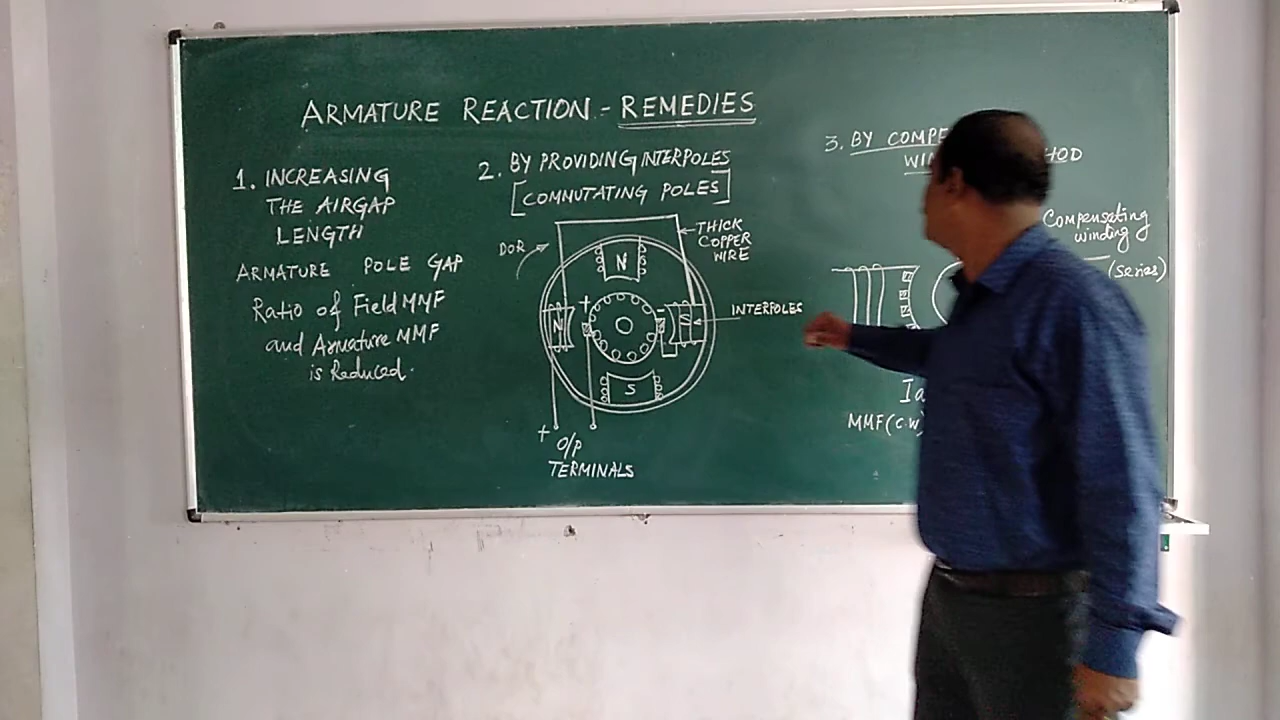 ARMATURE REACTION - REMEDIES
1. INCREASING
THE AIRGAP
LENGTH
ARMATURE POLE GAP
Ratio of Field MMF
and Armature MMF
is Reduced.
2. BY PROVIDING INTERPOLES
[COMMUTATING POLES]
DOR
THICK
COPPER
WIRE
N
+
-
N
S
INTERPOLES
S
+
O/P
TERMINALS
3. BY COMPE
WIN HOD
Compensating
winding
(series)
Ia
MMF(C.W)